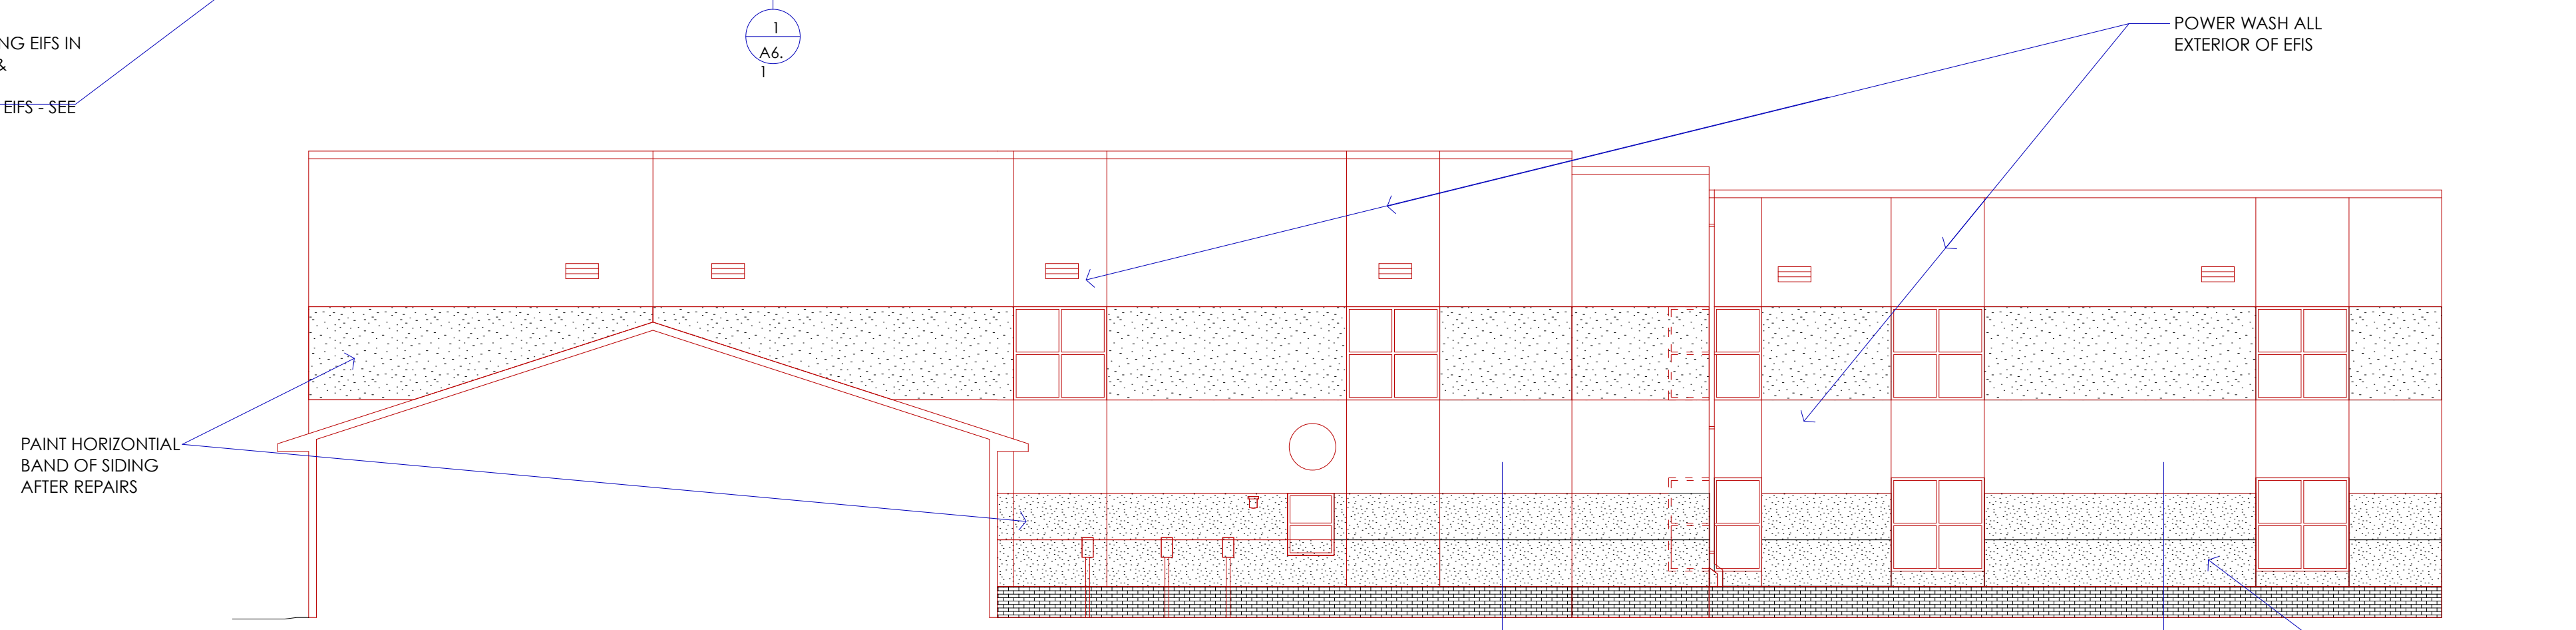 NG EIFS IN
&
EIFS - SEE
1
A6.
1
POWER WASH ALL
EXTERIOR OF EFIS
PAINT HORIZONTIAL
BAND OF SIDING
AFTER REPAIRS